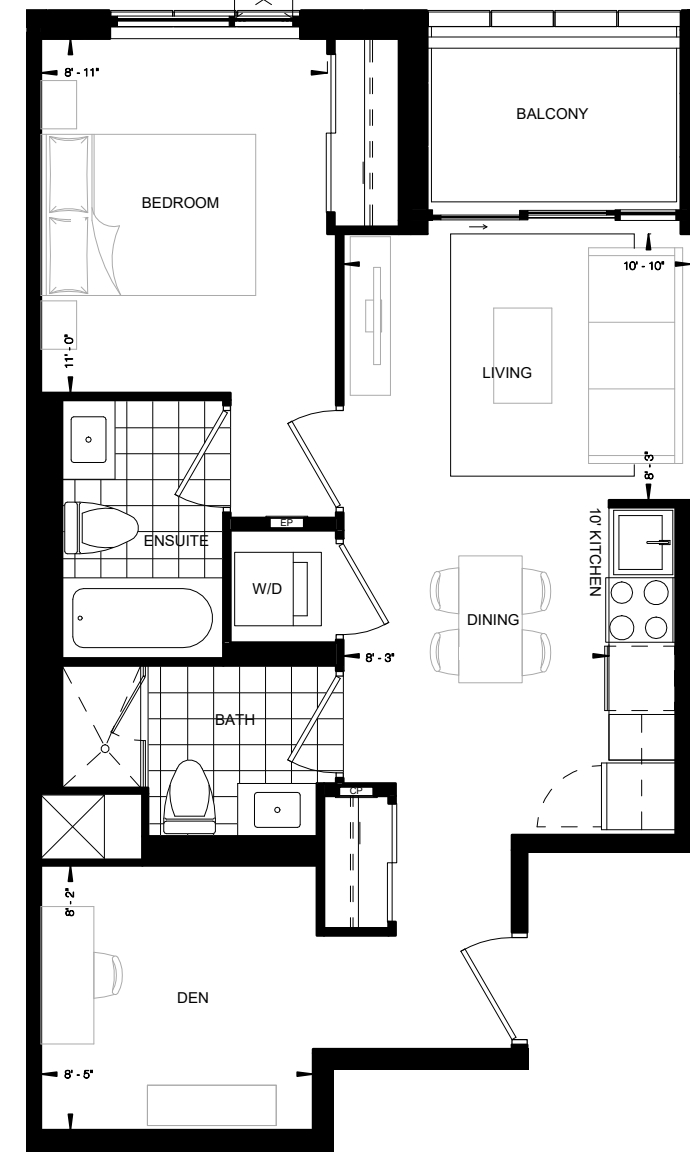 8' - 11"
BALCONY
BEDROOM
10' - 10"
11' - 0"
LIVING
8' - 3"
10' KITCHEN
EP
ENSUITE
W/D
DINING
8' - 3"
BATH
CP
8' - 2"
DEN
8' - 5"